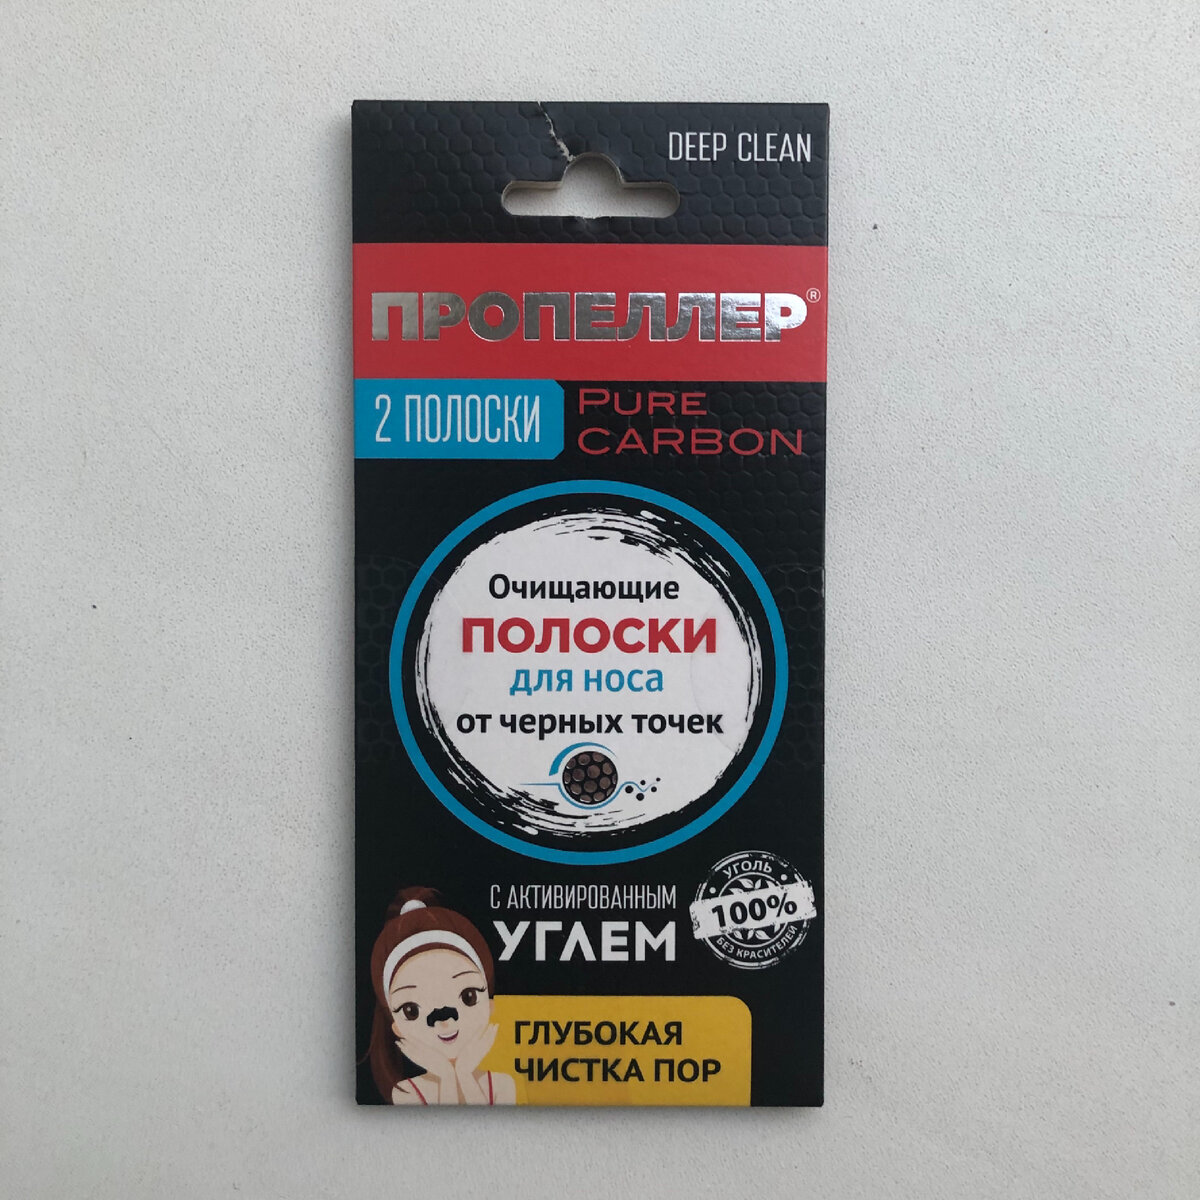 DEEP CLEAN
ПРОПЕЛЛЕР®
2 ПОЛОСКИ
PURE
CARBON
Очищающие
ПОЛОСКИ
для носа
от черных точек
С АКТИВИРОВАННЫМ
УГЛЕМ
УГОЛЬ
100%
БЕЗ КРАСИТЕЛЕЙ
ГЛУБОКАЯ
ЧИСТКА ПОР